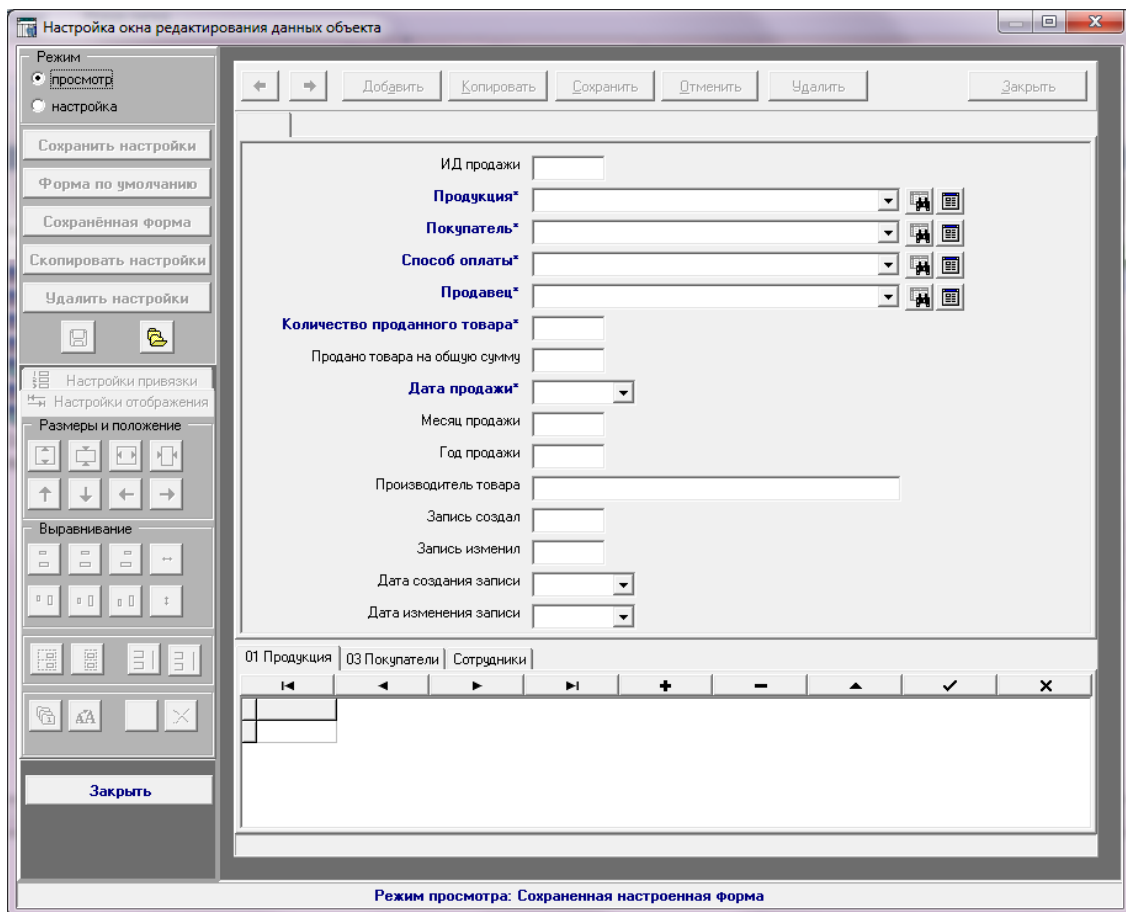 Настройка окна редактирования данных объекта
Режим
просмотр
настройка
Сохранить настройки
Форма по умолчанию
Сохранённая форма
Скопировать настройки
Удалить настройки
Настройки привязки
Настройки отображения
Размеры и положение
Выравнивание
Закрыть
Добавить Копировать Сохранить Отменить Удалить Закрыть
ИД продажи
Продукция*
Покупатель*
Способ оплаты*
Продавец*
Количество проданного товара*
Продано товара на общую сумму
Дата продажи*
Месяц продажи
Год продажи
Производитель товара
Запись создал
Запись изменил
Дата создания записи
Дата изменения записи
01 Продукция 03 Покупатели Сотрудники
Режим просмотра: Сохраненная настроенная форма